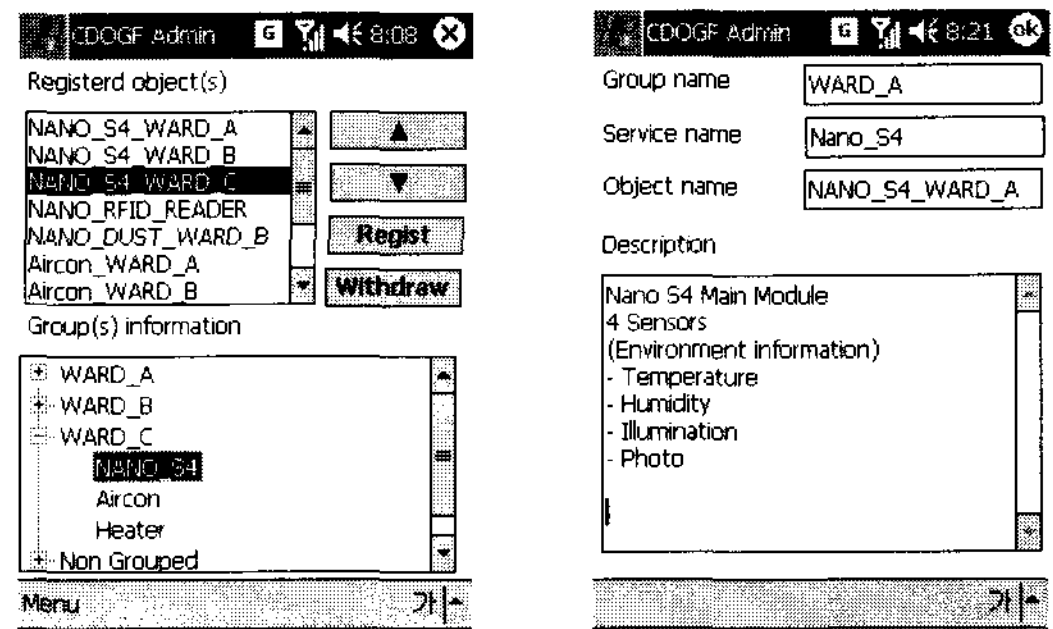 CDOGF Admin G 8:08
Registerd object(s)
NANO_S4_WARD_A
NANO_S4_WARD_B
NANO_S4_WARD_C
NANO_RFID_READER
NANO_DUST_WARD_B
Aircon_WARD_A
Aircon_WARD_B
Regist
Withdraw
Group(s) information
WARD_A
WARD_B
WARD_C
NANO_S4
Aircon
Heater
Non Grouped
Menu 가
CDOGF Admin G 8:21 ok
Group name WARD_A
Service name Nano_S4
Object name NANO_S4_WARD_A
Description
Nano S4 Main Module
4 Sensors
(Environment information)
- Temperature
- Humidity
- Illumination
- Photo
가